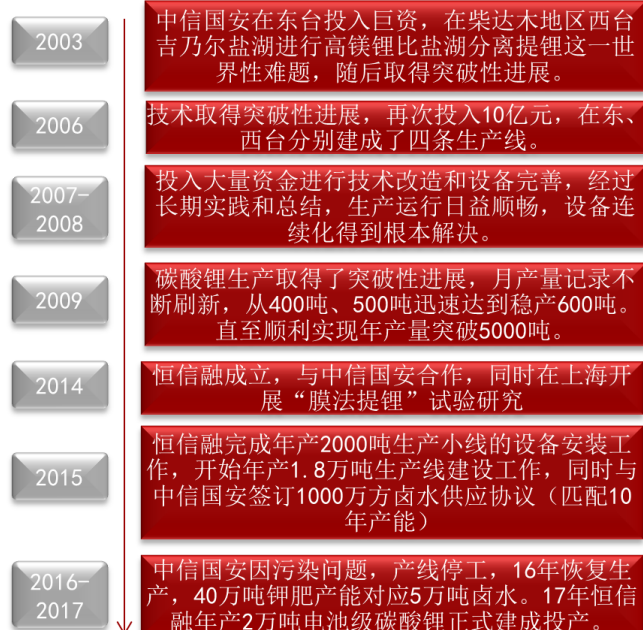 2003
中信国安在东台投入巨资，在柴达木地区西台
吉乃尔盐湖进行高镁锂比盐湖分离提锂这一世
界性难题，随后取得突破性进展。
2006
技术取得突破性进展，再次投入10亿元，在东、
西台分别建成了四条生产线。
2007-
2008
投入大量资金进行技术改造和设备完善，经过
长期实践和总结，生产运行日益顺畅，设备连
续化得到根本解决。
2009
碳酸锂生产取得了突破性进展，月产量记录不
断刷新，从400吨、500吨迅速达到稳产600吨。
直至顺利实现年产量突破5000吨。
2014
恒信融成立，与中信国安合作，同时在上海开
展“膜法提锂”试验研究
2015
恒信融完成年产2000吨生产小线的设备安装工
作，开始年产1.8万吨生产线建设工作，同时与
中信国安签订1000万方卤水供应协议（匹配10
年产能）
2016-
2017
中信国安因污染问题，产线停工，16年恢复生
产，40万吨钾肥产能对应5万吨卤水。17年恒信
融年产2万吨电池级碳酸锂正式建成投产。